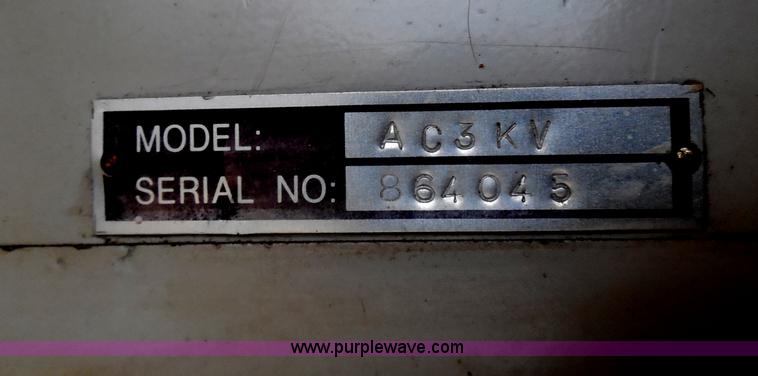 MODEL: AC3KV
SERIAL NO: 864045
www.purplewave.com